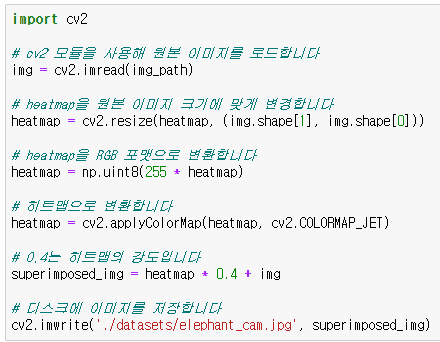 import cv2
# cv2 모듈을 사용해 원본 이미지를 로드합니다
img = cv2.imread(img_path)
# heatmap을 원본 이미지 크기에 맞게 변경합니다
heatmap = cv2.resize(heatmap, (img.shape[1], img.shape[0]))
# heatmap을 RGB 포맷으로 변환합니다
heatmap = np.uint8(255 * heatmap)
# 히트맵으로 변환합니다
heatmap = cv2.applyColorMap(heatmap, cv2.COLORMAP_JET)
# 0.4는 히트맵의 강도입니다
superimposed_img = heatmap * 0.4 + img
# 디스크에 이미지를 저장합니다
cv2.imwrite('./datasets/elephant_cam.jpg', superimposed_img)